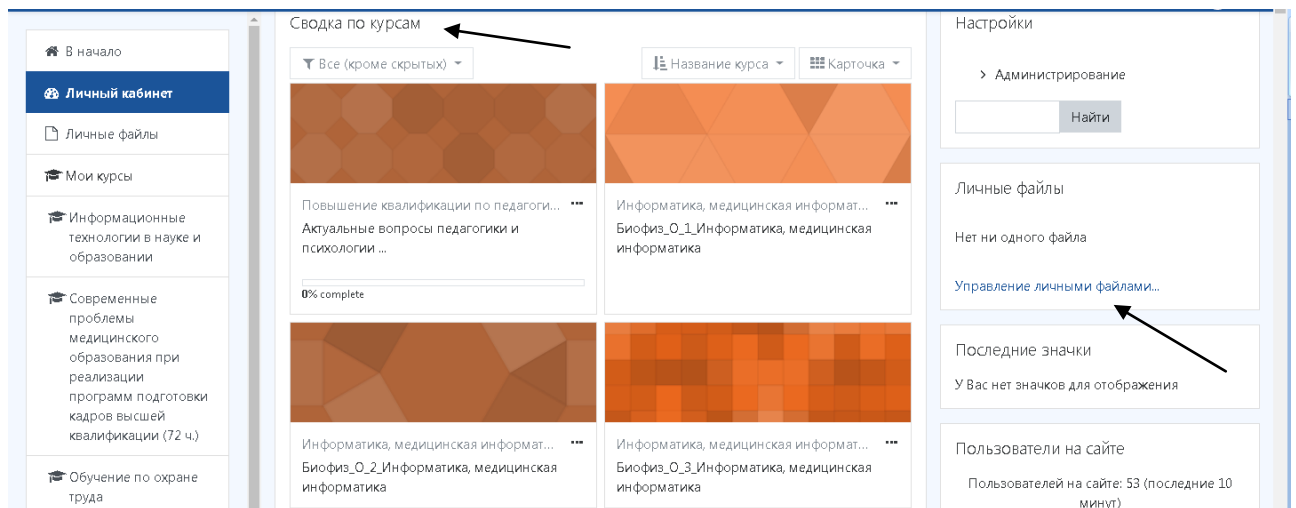 В начало
Личный кабинет
Личные файлы
Мои курсы
Информационные
технологии в науке и
образовании
Современные
проблемы
медицинского
образования при
реализации
программ подготовки
кадров высшей
квалификации (72 ч.)
Обучение по охране
труда
Сводка по курсам
Все (кроме скрытых)
Название курса
Карточка
Повышение квалификации по педагоги...
Актуальные вопросы педагогики и
психологии ...
0% complete
Информатика, медицинская информат...
Биофиз_О_1_Информатика, медицинская
информатика
Информатика, медицинская информат...
Биофиз_О_2_Информатика, медицинская
информатика
Информатика, медицинская информат...
Биофиз_О_3_Информатика, медицинская
информатика
Настройки
Администрирование
Найти
Личные файлы
Нет ни одного файла
Управление личными файлами...
Последние значки
У Вас нет значков для отображения
Пользователи на сайте
Пользователей на сайте: 53 (последние 10
минут)